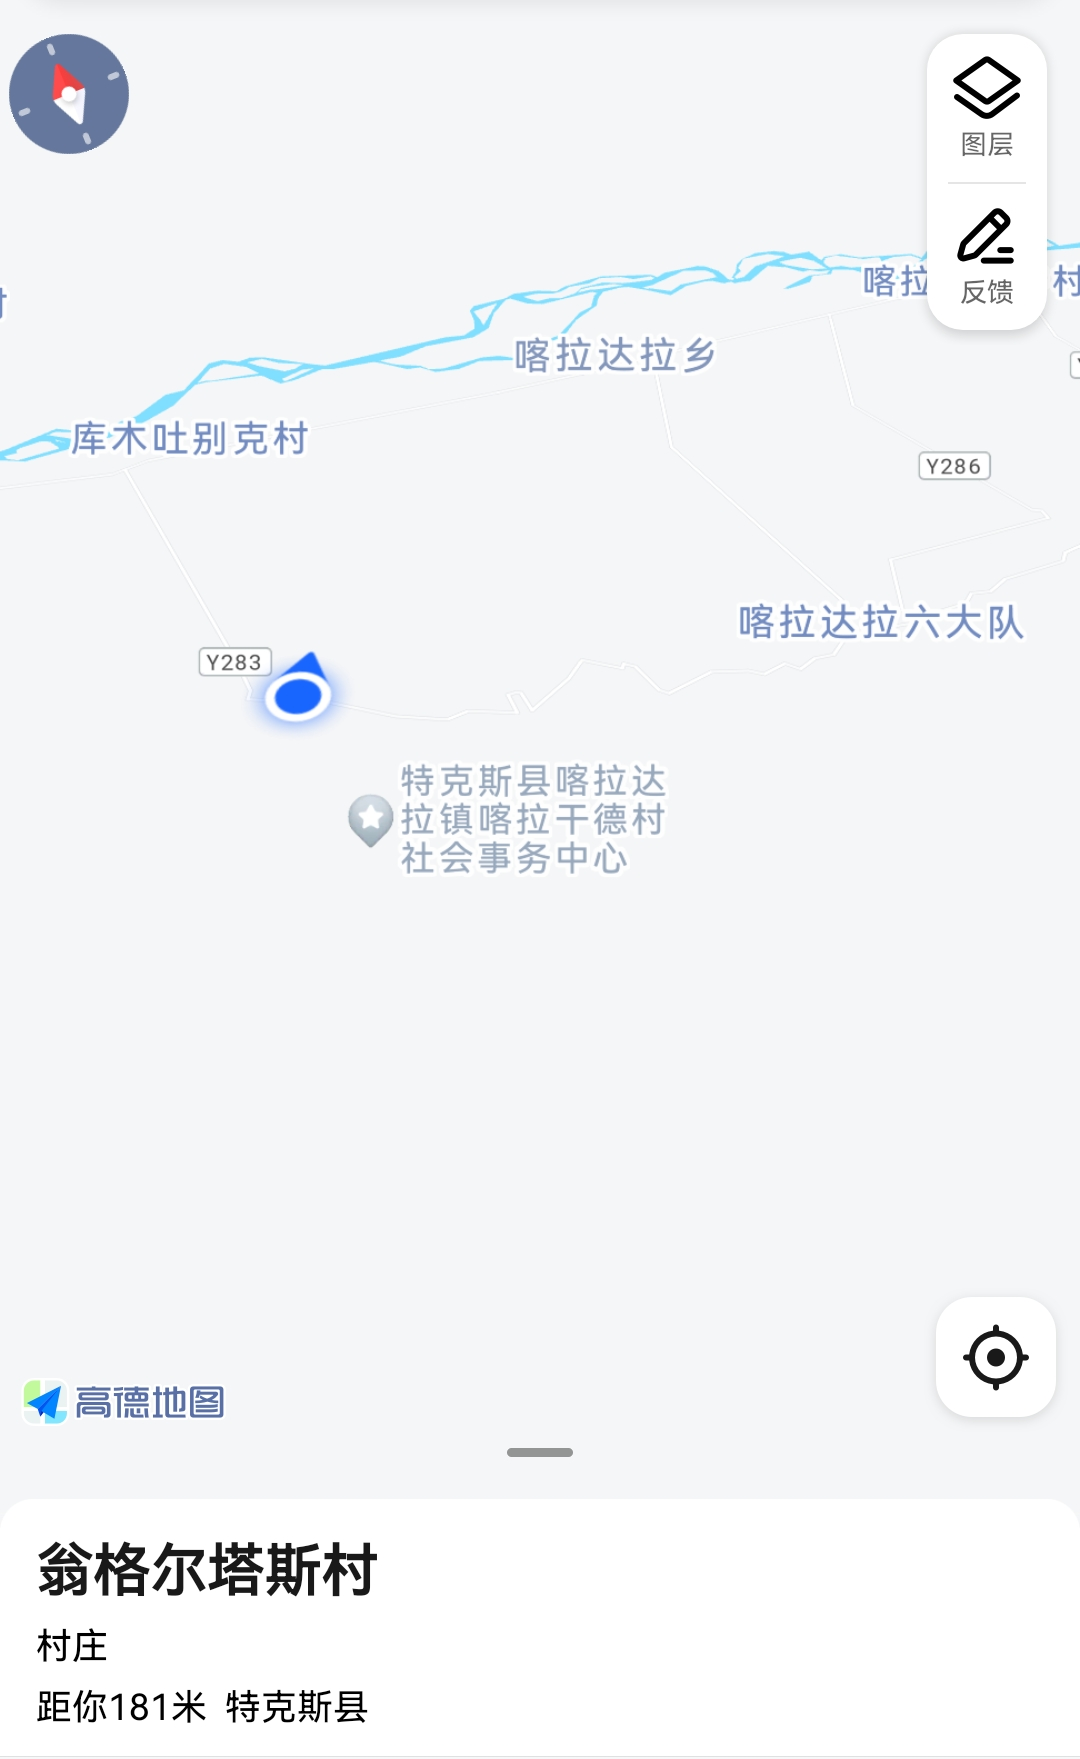 图层
反馈
喀拉
村
喀拉达拉乡
库木吐别克村
Y286
喀拉达拉六大队
Y283
特克斯县喀拉达
拉镇喀拉干德村
社会事务中心
高德地图
翁格尔塔斯村
村庄
距你181米 特克斯县